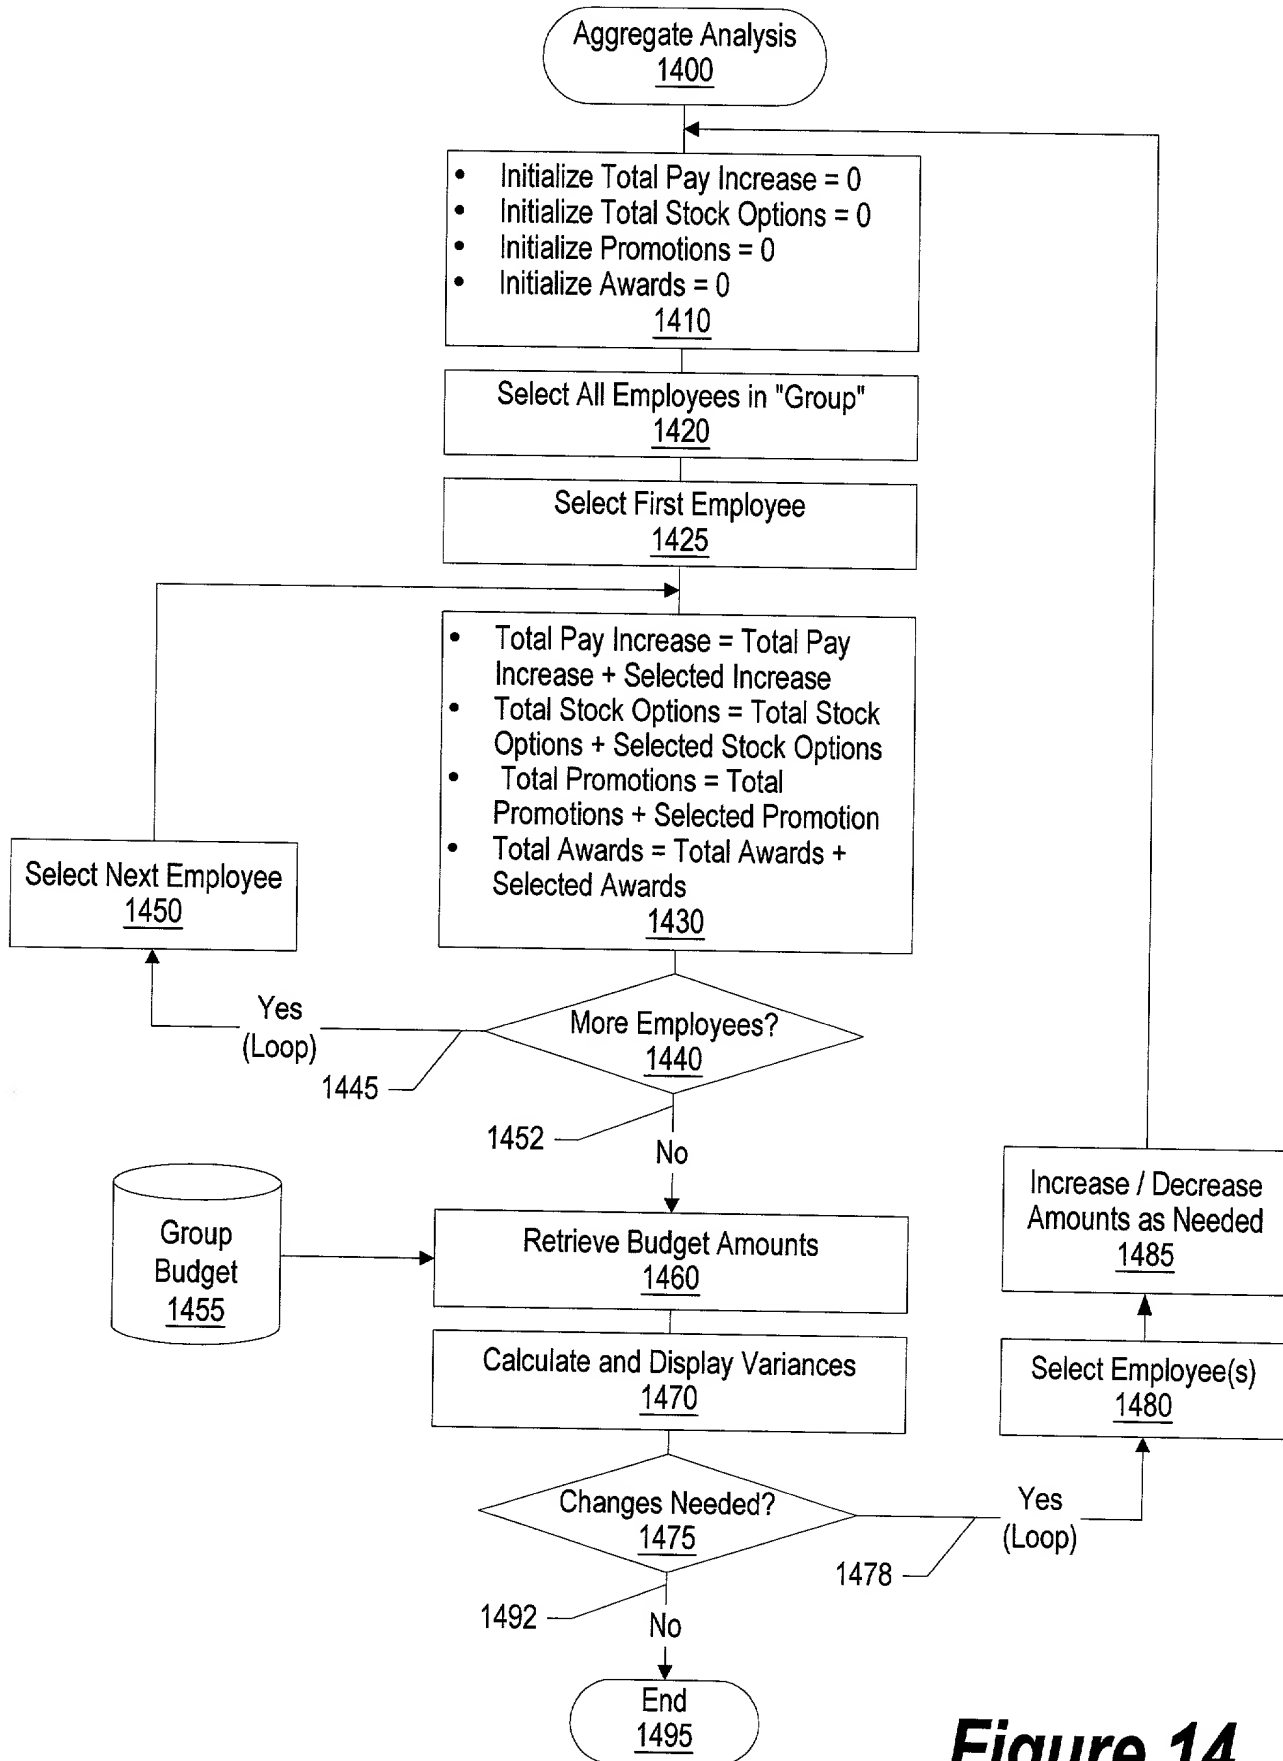 Aggregate Analysis
1400
• Initialize Total Pay Increase = 0
• Initialize Total Stock Options = 0
• Initialize Promotions = 0
• Initialize Awards = 0
1410
Select All Employees in "Group"
1420
Select First Employee
1425
• Total Pay Increase = Total Pay
Increase + Selected Increase
• Total Stock Options = Total Stock
Options + Selected Stock Options
• Total Promotions = Total
Promotions + Selected Promotion
• Total Awards = Total Awards +
Selected Awards
1430
Select Next Employee
1450
Yes
(Loop)
1445
More Employees?
1440
1452
No
Group
Budget
1455
Retrieve Budget Amounts
1460
Increase / Decrease
Amounts as Needed
1485
Calculate and Display Variances
1470
Select Employee(s)
1480
Changes Needed?
1475
Yes
(Loop)
1478
1492
No
End
1495
Figure 14